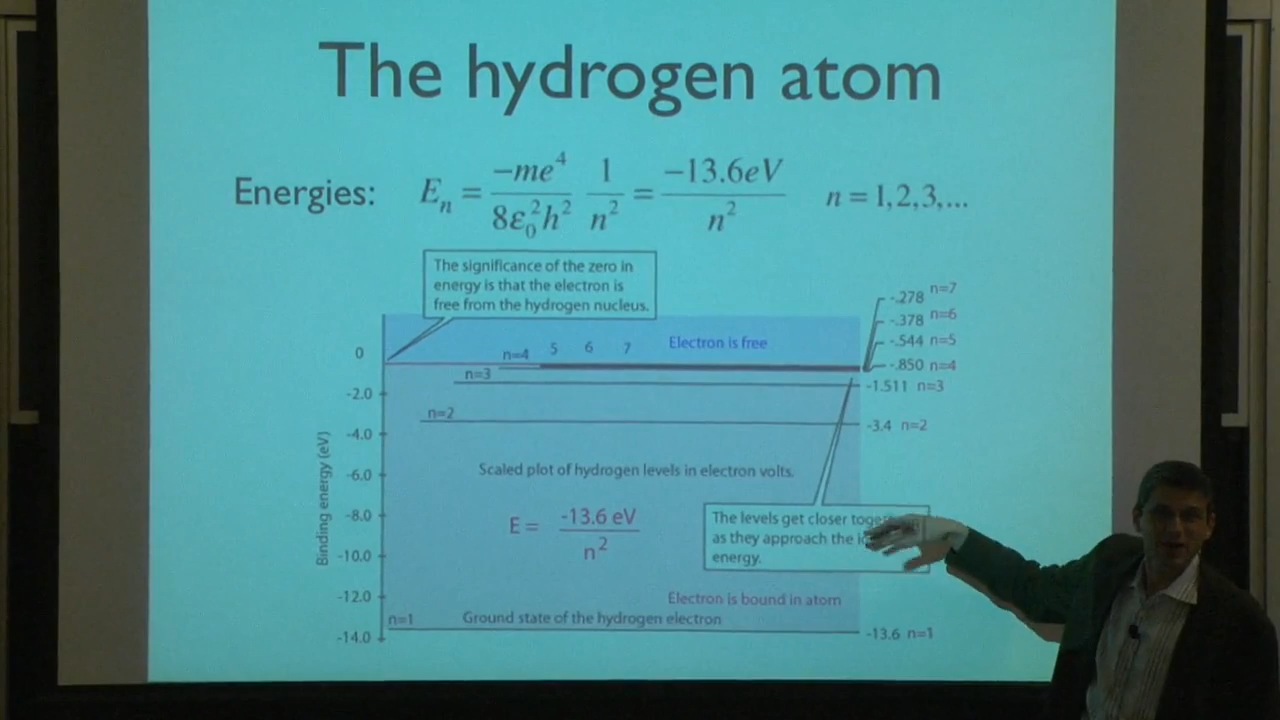 The hydrogen atom
Energies: Eₙ = -me⁴ / 8ε₀²h² 1 / n² = -13.6eV / n² n = 1,2,3,...
The significance of the zero in
energy is that the electron is
free from the hydrogen nucleus.
-.278 n=7
-.378 n=6
-.544 n=5
-.850 n=4
-1.511 n=3
-3.4 n=2
-13.6 n=1
Electron is free
n=4 5 6 7
n=3
n=2
n=1
0
-2.0
-4.0
-6.0
-8.0
-10.0
-12.0
-14.0
Binding energy (eV)
Scaled plot of hydrogen levels in electron volts.
E = -13.6 eV / n²
The levels get closer
as they approach the
energy.
Electron is bound in atom
Ground state of the hydrogen electron